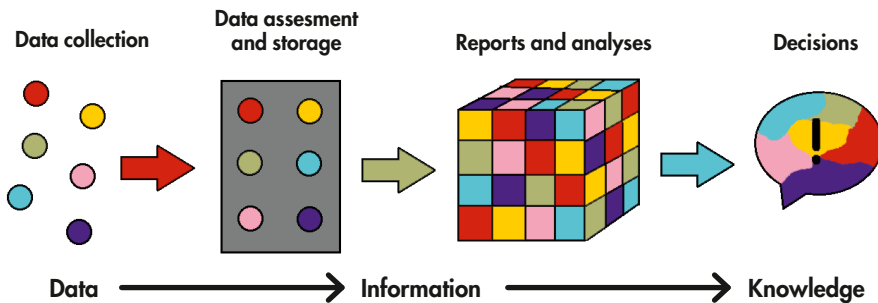 Data collection
Data assesment
and storage
Reports and analyses
Decisions
!
Data
Information
Knowledge